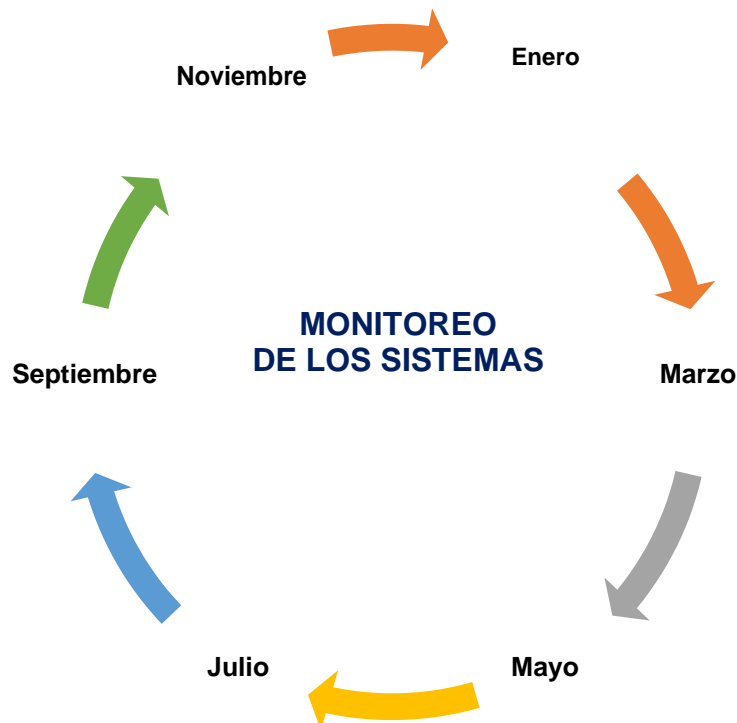 Enero
Noviembre
MONITOREO
DE LOS SISTEMAS
Septiembre
Marzo
Julio
Mayo